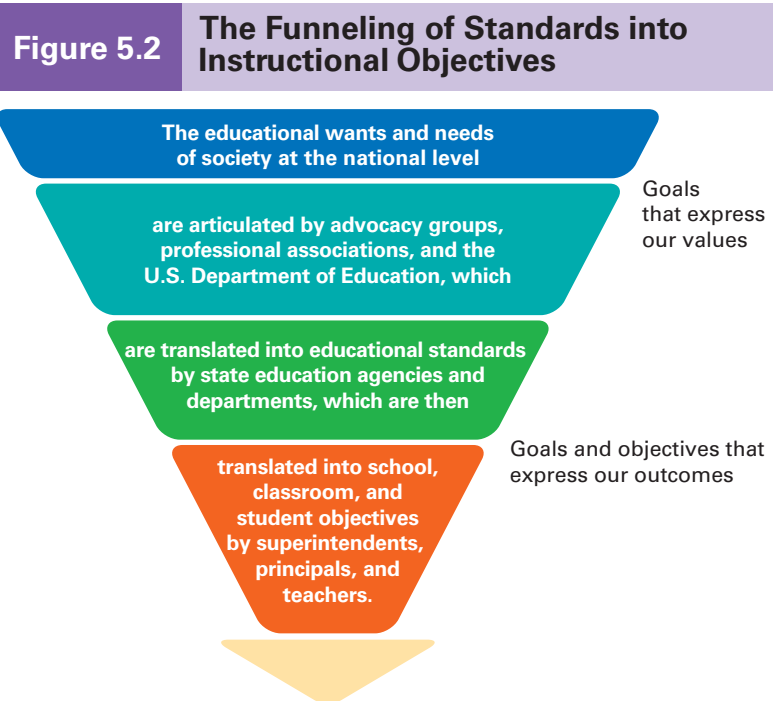 Figure 5.2
The Funneling of Standards into
Instructional Objectives
The educational wants and needs
of society at the national level
Goals
that express
our values
are articulated by advocacy groups,
professional associations, and the
U.S. Department of Education, which
are translated into educational standards
by state education agencies and
departments, which are then
Goals and objectives that
express our outcomes
translated into school,
classroom, and
student objectives
by superintendents,
principals, and
teachers.